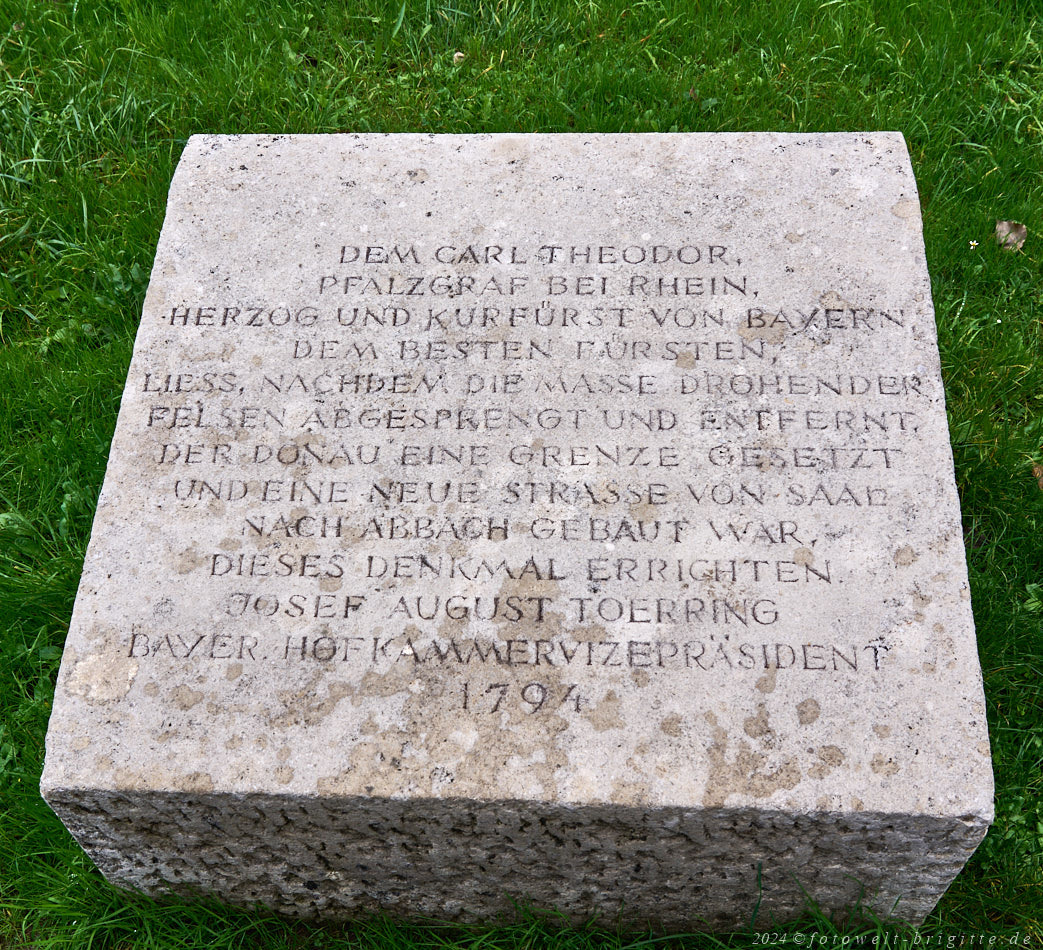 DEM CARL THEODOR,
PFALZGRAF BEI RHEIN,
HERZOG UND KURFÜRST VON BAYERN,
DEM BESTEN FÜRSTEN,
LIESS, NACHDEM DIE MASSE DROHENDER
FELSEN ABGESPRENGT UND ENTFERNT,
DER DONAU EINE GRENZE GESETZT
UND EINE NEUE STRASSE VON SAAL
NACH ABBACH GEBAUT WAR,
DIESES DENKMAL ERRICHTEN
JOSEF AUGUST TOERRING
BAYER. HOFKAMMERVIZEPRÄSIDENT
1794
2024©fotowelt-brigitte.de